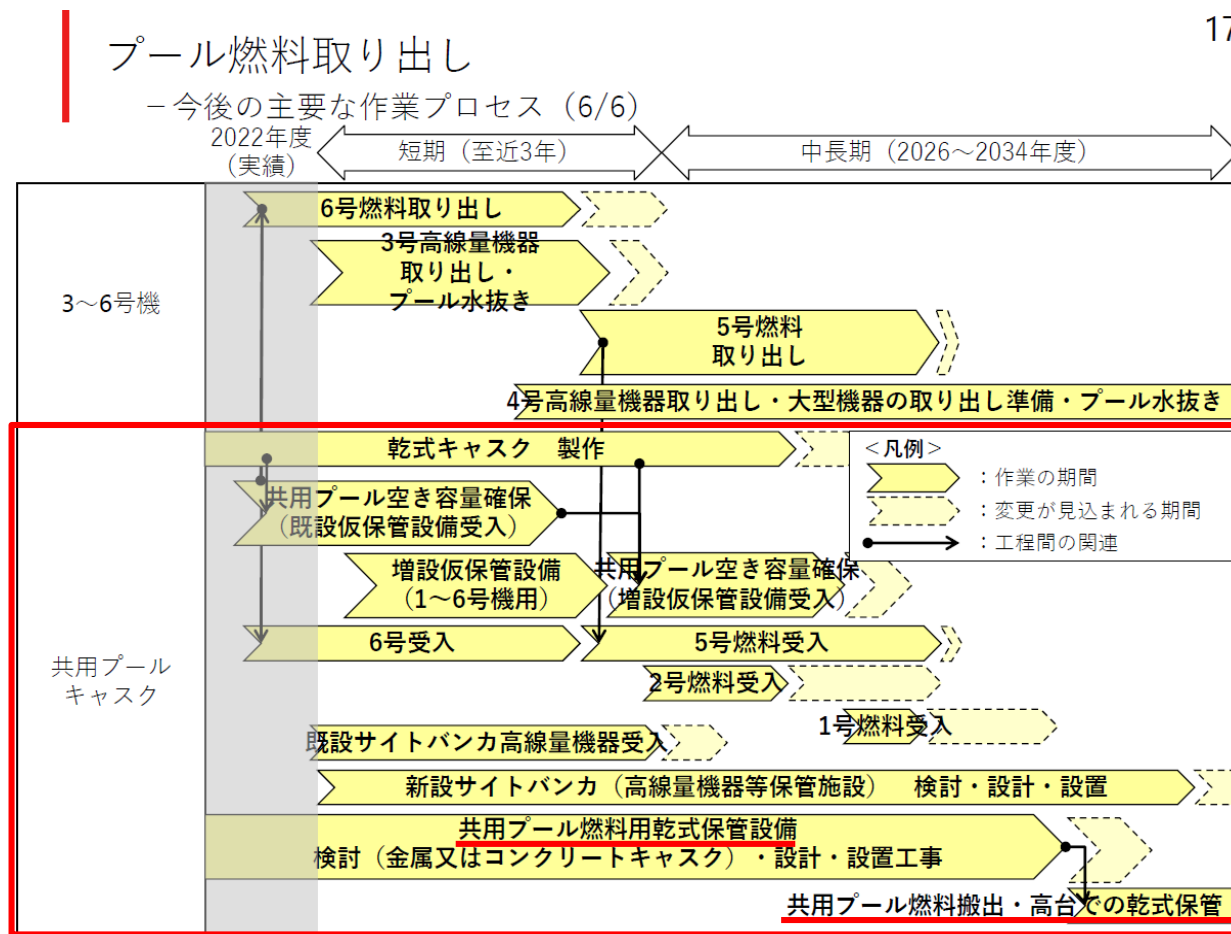 17
プール燃料取り出し
－今後の主要な作業プロセス（6/6）
2022年度
（実績）
短期（至近3年）
中長期（2026～2034年度）
3～6号機
6号燃料取り出し
3号高線量機器
取り出し・
プール水抜き
5号燃料
取り出し
4号高線量機器取り出し・大型機器の取り出し準備・プール水抜き
共用プール
キャスク
乾式キャスク　製作
＜凡例＞
：作業の期間
：変更が見込まれる期間
：工程間の関連
共用プール空き容量確保
（既設仮保管設備受入）
増設仮保管設備
（1～6号機用）
共用プール空き容量確保
（増設仮保管設備受入）
6号受入
5号燃料受入
2号燃料受入
1号燃料受入
既設サイトバンカ高線量機器受入
新設サイトバンカ（高線量機器等保管施設）　検討・設計・設置
共用プール燃料用乾式保管設備
検討（金属又はコンクリートキャスク）・設計・設置工事
共用プール燃料搬出・高台での乾式保管